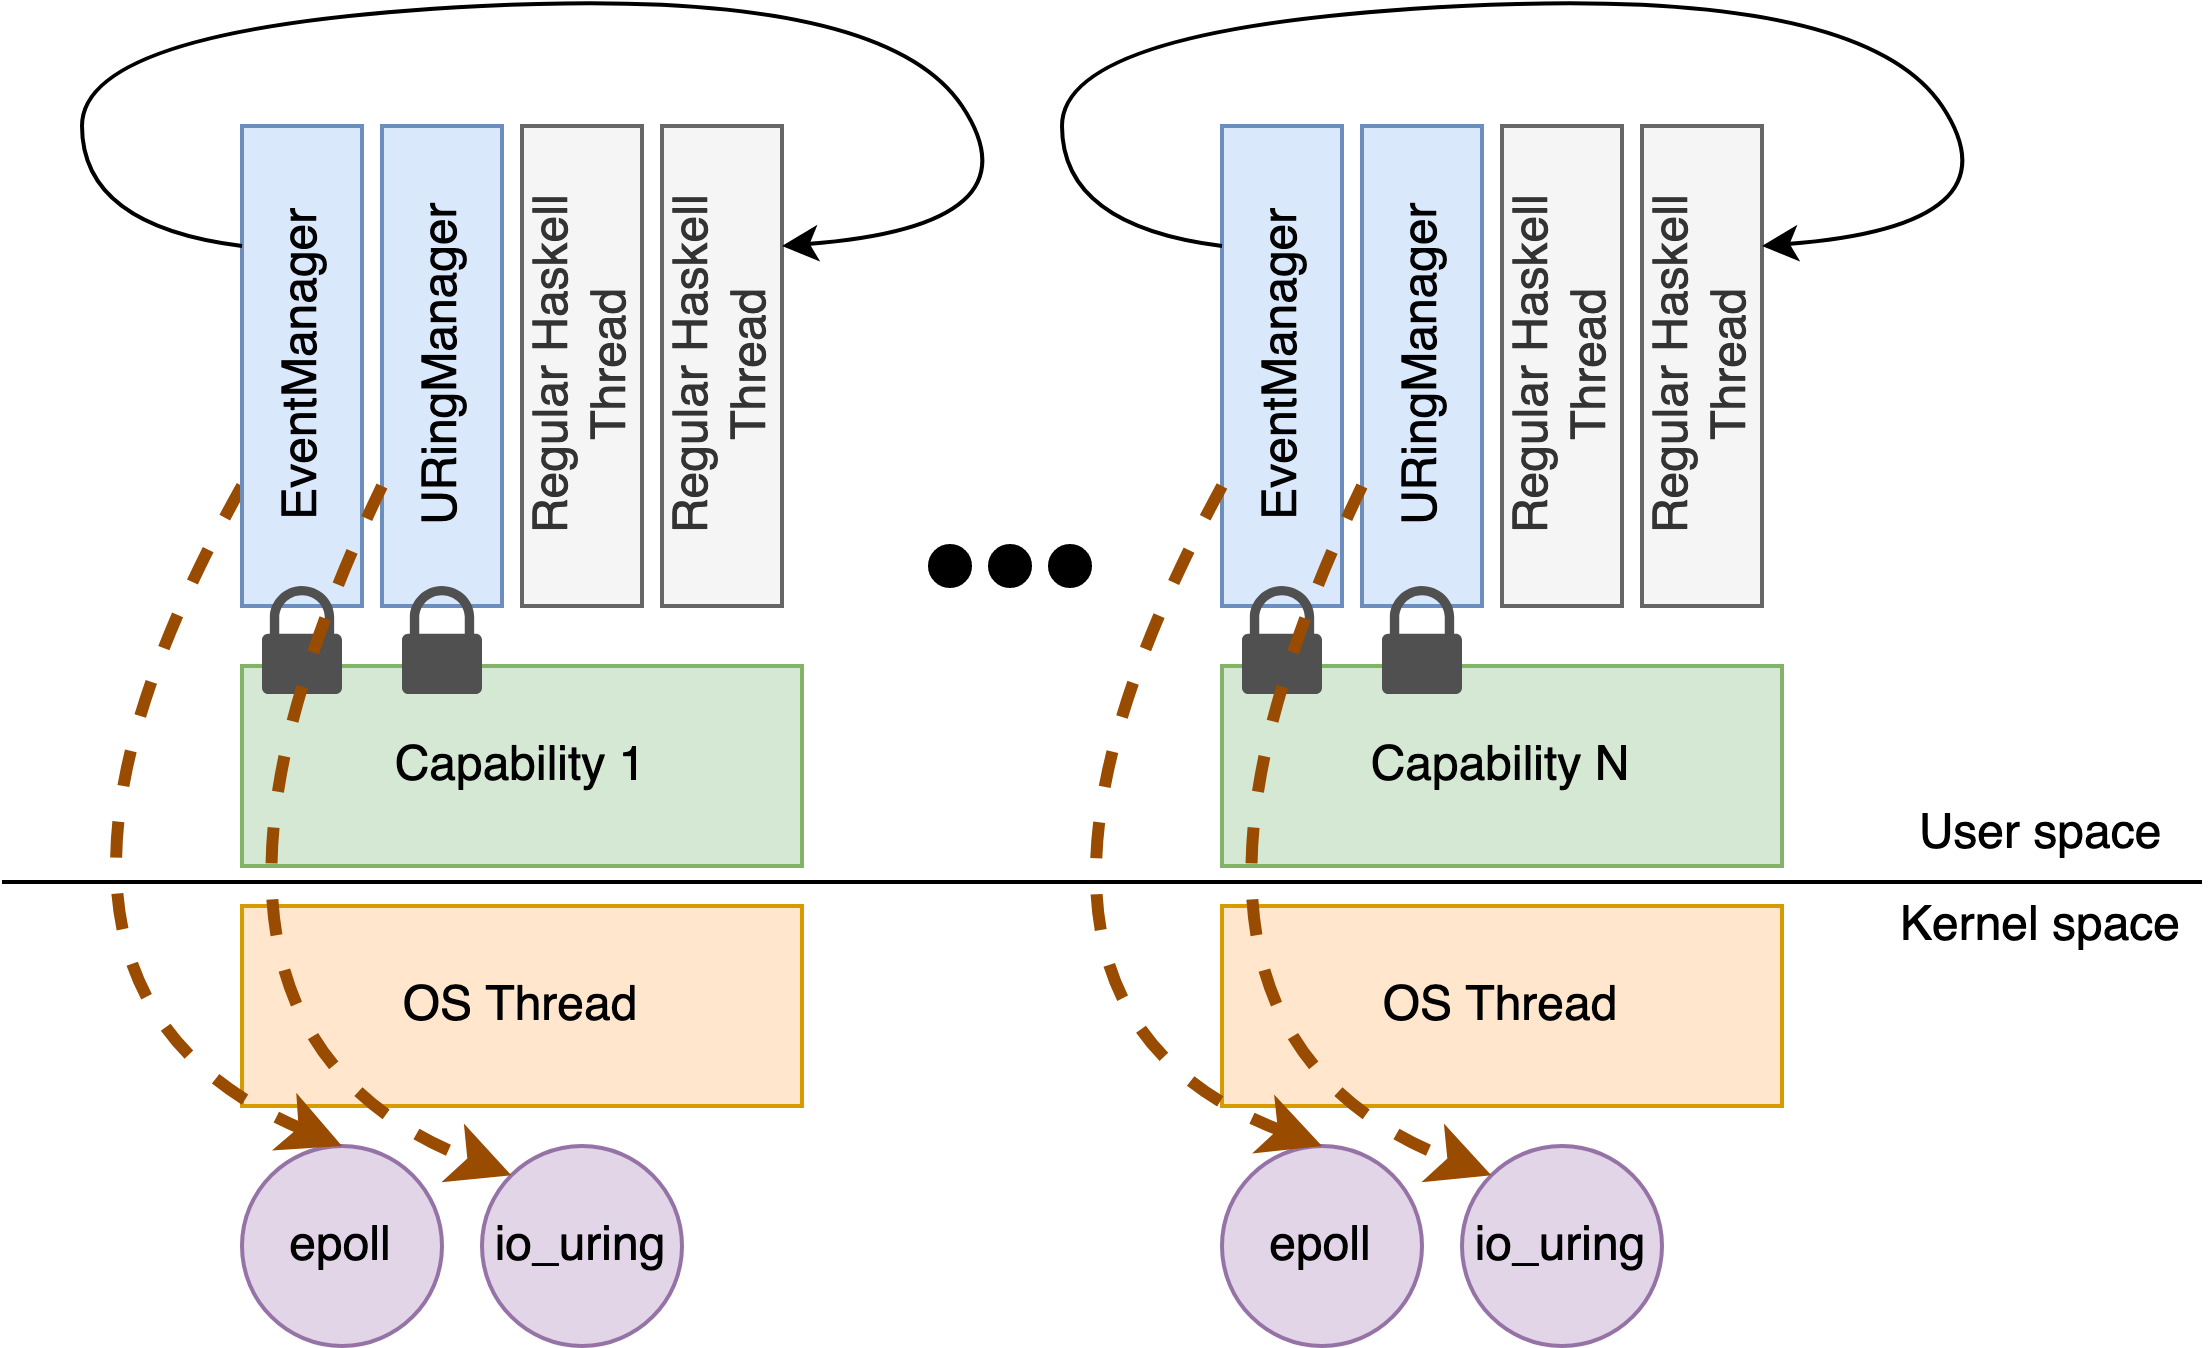 EventManager
URingManager
Regular Haskell
Thread
Regular Haskell
Thread
EventManager
URingManager
Regular Haskell
Thread
Regular Haskell
Thread
Capability 1
Capability N
User space
Kernel space
OS Thread
OS Thread
epoll
io_uring
epoll
io_uring